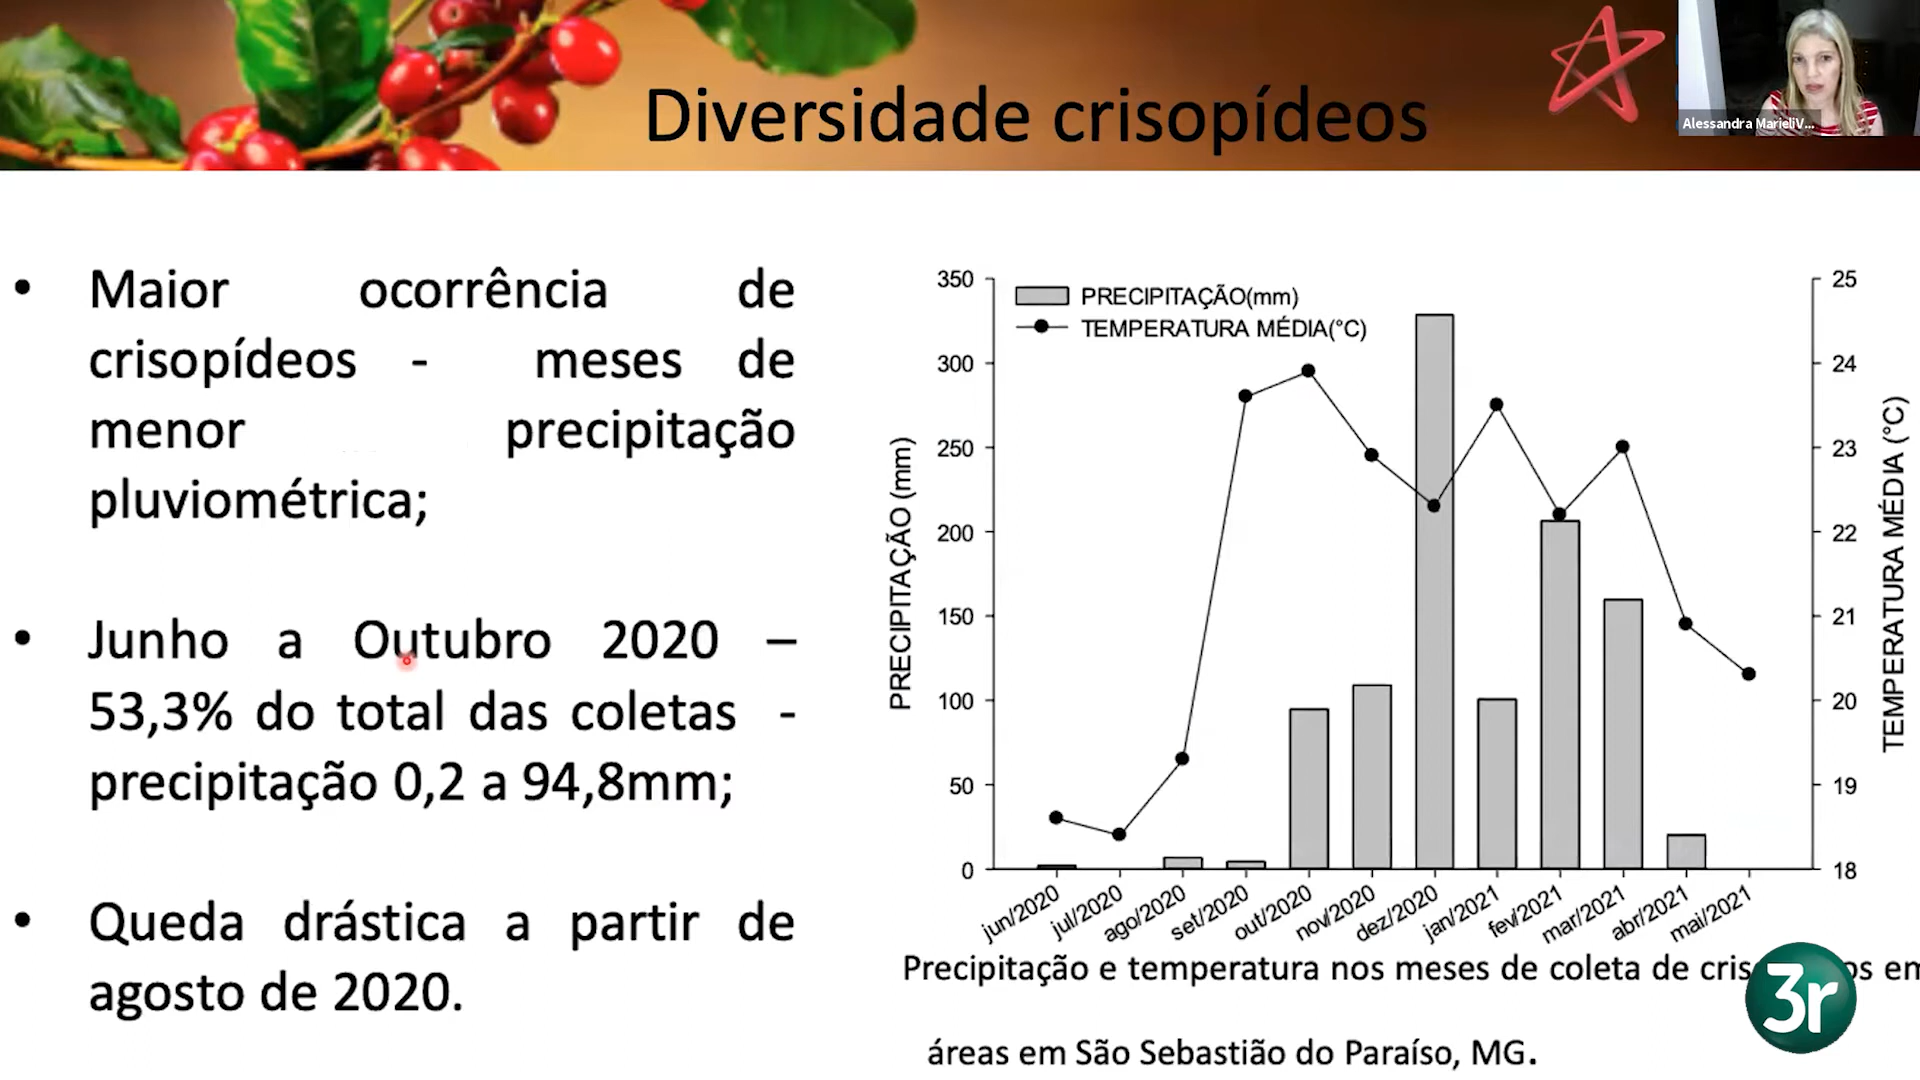 Diversidade crisopídeos
Alessandra MarieliV...
• Maior ocorrência de
crisopídeos - meses de
menor precipitação
pluviométrica;
• Junho a Outubro 2020 –
53,3% do total das coletas -
precipitação 0,2 a 94,8mm;
• Queda drástica a partir de
agosto de 2020.
PRECIPITAÇÃO(mm)
TEMPERATURA MÉDIA(°C)
PRECIPITAÇÃO (mm)
350
300
250
200
150
100
50
0
25
24
23
22
21
20
19
18
TEMPERATURA MÉDIA (°C)
jun/2020
jul/2020
ago/2020
set/2020
out/2020
nov/2020
dez/2020
jan/2021
fev/2021
mar/2021
abr/2021
mai/2021
Precipitação e temperatura nos meses de coleta de
áreas em São Sebastião do Paraíso, MG.
3r